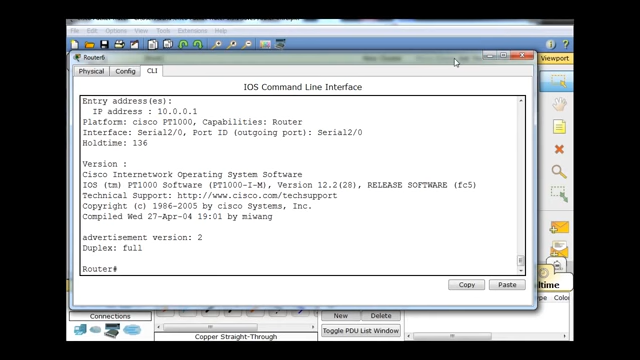 File Edit Options View Tools Extensions Help
Router6
Viewport
Physical Config CLI
IOS Command Line Interface
Entry address(es):
IP address : 10.0.0.1
Platform: cisco PT1000, Capabilities: Router
Interface: Serial2/0, Port ID (outgoing port): Serial2/0
Holdtime: 136
Version :
Cisco Internetwork Operating System Software
IOS (tm) PT1000 Software (PT1000-I-M), Version 12.2(28), RELEASE SOFTWARE (fc5)
Technical Support: http://www.cisco.com/techsupport
Copyright (c) 1986-2005 by cisco Systems, Inc.
Compiled Wed 27-Apr-04 19:01 by miwang
advertisement version: 2
Duplex: full
Router#
Copy Paste
Connections
New Delete
Toggle PDU List Window
Copper Straight-Through